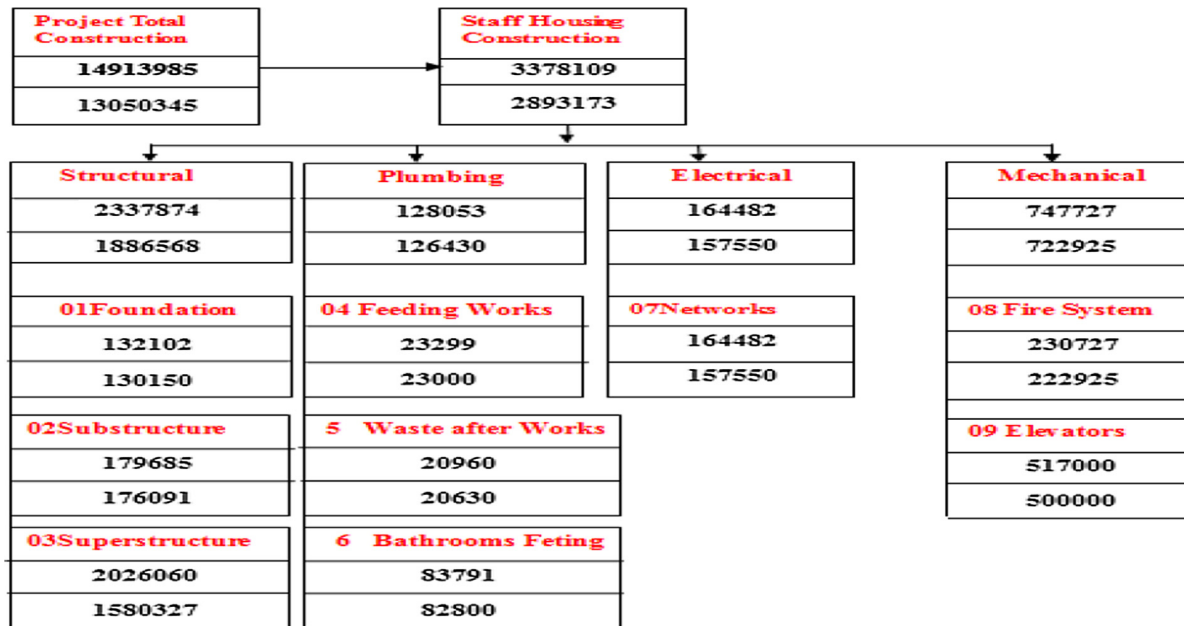 Project Total
Construction
14913985
13050345
Staff Housing
Construction
3378109
2893173
Structural
2337874
1886568
Plumbing
128053
126430
Electrical
164482
157550
Mechanical
747727
722925
01Foundation
132102
130150
04 Feeding Works
23299
23000
07Networks
164482
157550
08 Fire System
230727
222925
02Substructure
179685
176091
5 Waste after Works
20960
20630
09 Elevators
517000
500000
03Superstructure
2026060
1580327
6 Bathrooms Feting
83791
82800